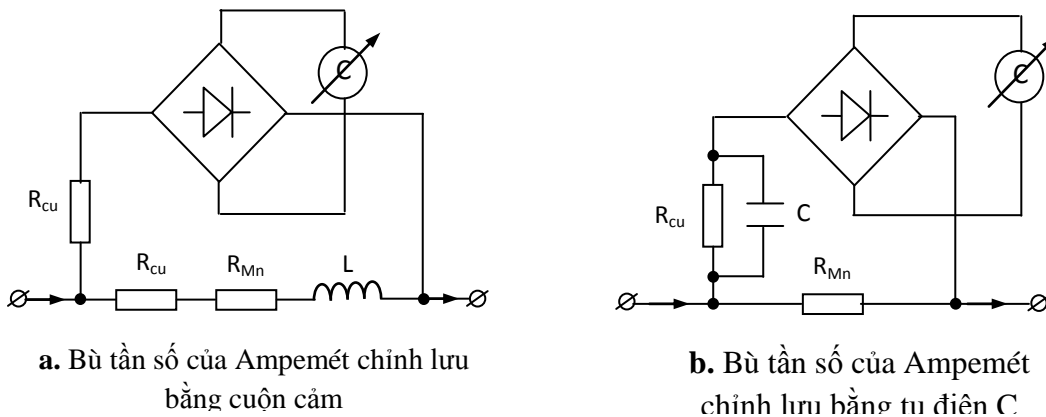 C
R_cu
R_cu
R_Mn
L
a. Bù tần số của Ampemét chỉnh lưu
bằng cuộn cảm
C
R_cu
C
R_Mn
b. Bù tần số của Ampemét
chỉnh lưu bằng tụ điện C